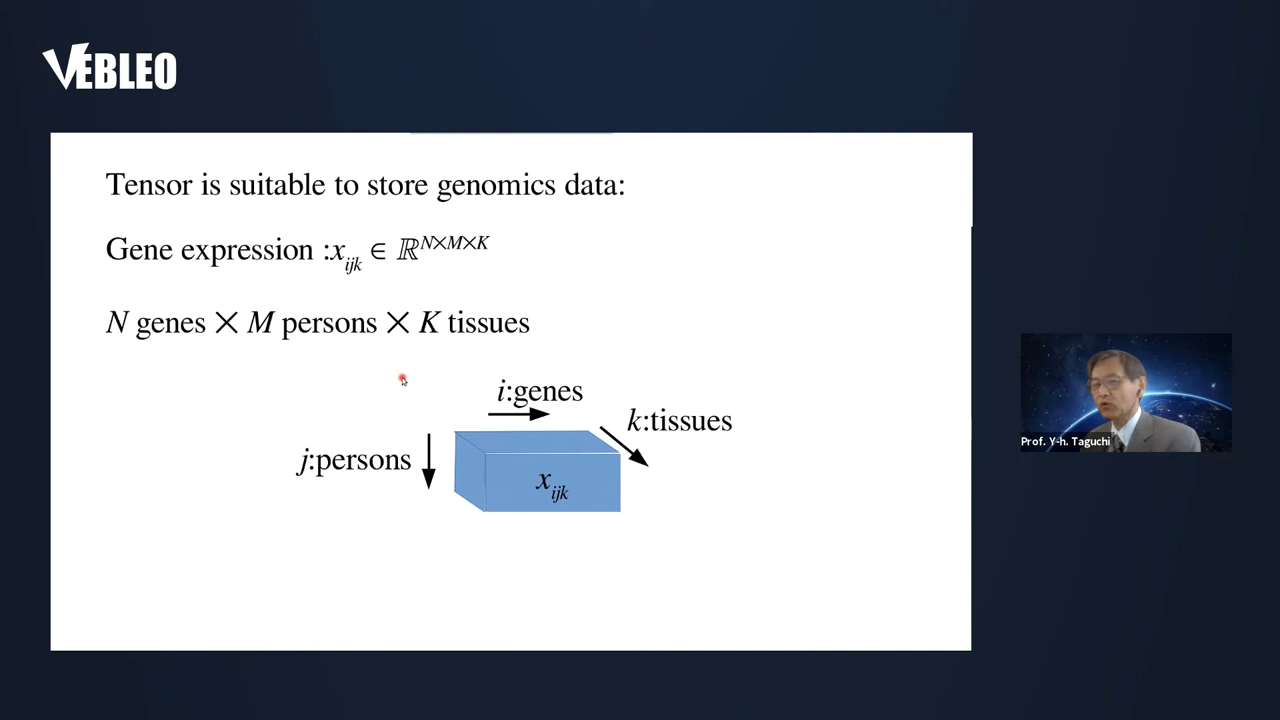 VEBLEO
Tensor is suitable to store genomics data:
Gene expression :x_ijk ∈ ℝ^N×M×K
N genes × M persons × K tissues
i:genes
k:tissues
j:persons
x_ijk
Prof. Y-h. Taguchi